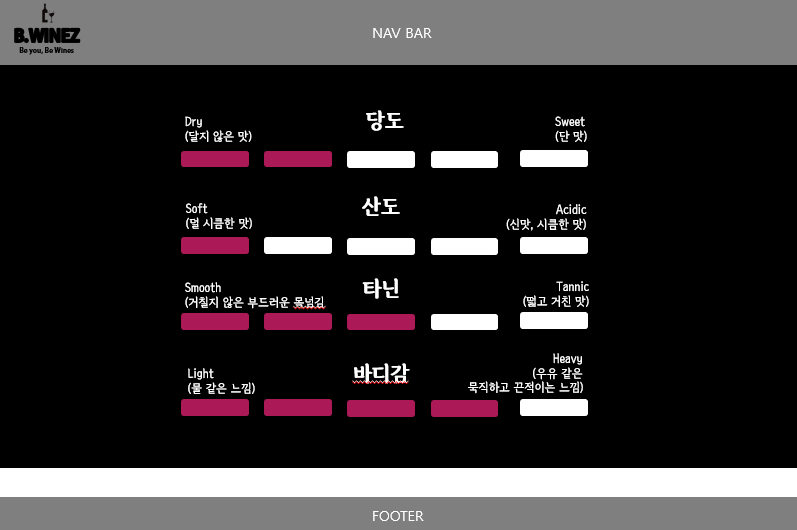 B.WINEZ
Be you, Be Wines
NAV BAR
당도
Dry
(달지 않은 맛)
Sweet
(단 맛)
산도
Soft
(덜 시큼한 맛)
Acidic
(신맛, 시큼한 맛)
타닌
Smooth
(거칠지 않은 부드러운 목넘김
Tannic
(떫고 거친 맛)
바디감
Light
(물 같은 느낌)
Heavy
(우유 같은
묵직하고 끈적이는 느낌)
FOOTER